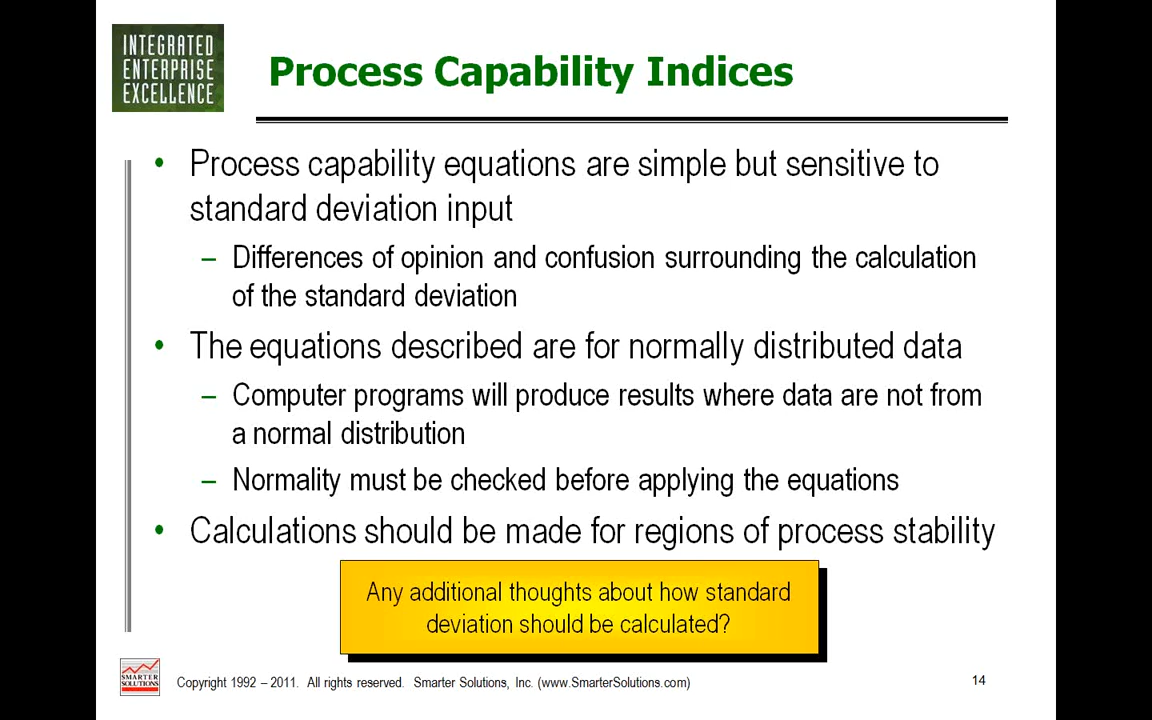 INTEGRATED
ENTERPRISE
EXCELLENCE
Process Capability Indices
• Process capability equations are simple but sensitive to
standard deviation input
– Differences of opinion and confusion surrounding the calculation
of the standard deviation
• The equations described are for normally distributed data
– Computer programs will produce results where data are not from
a normal distribution
– Normality must be checked before applying the equations
• Calculations should be made for regions of process stability
Any additional thoughts about how standard
deviation should be calculated?
SMARTER
SOLUTIONS
Copyright 1992 – 2011. All rights reserved. Smarter Solutions, Inc. (www.SmarterSolutions.com)
14